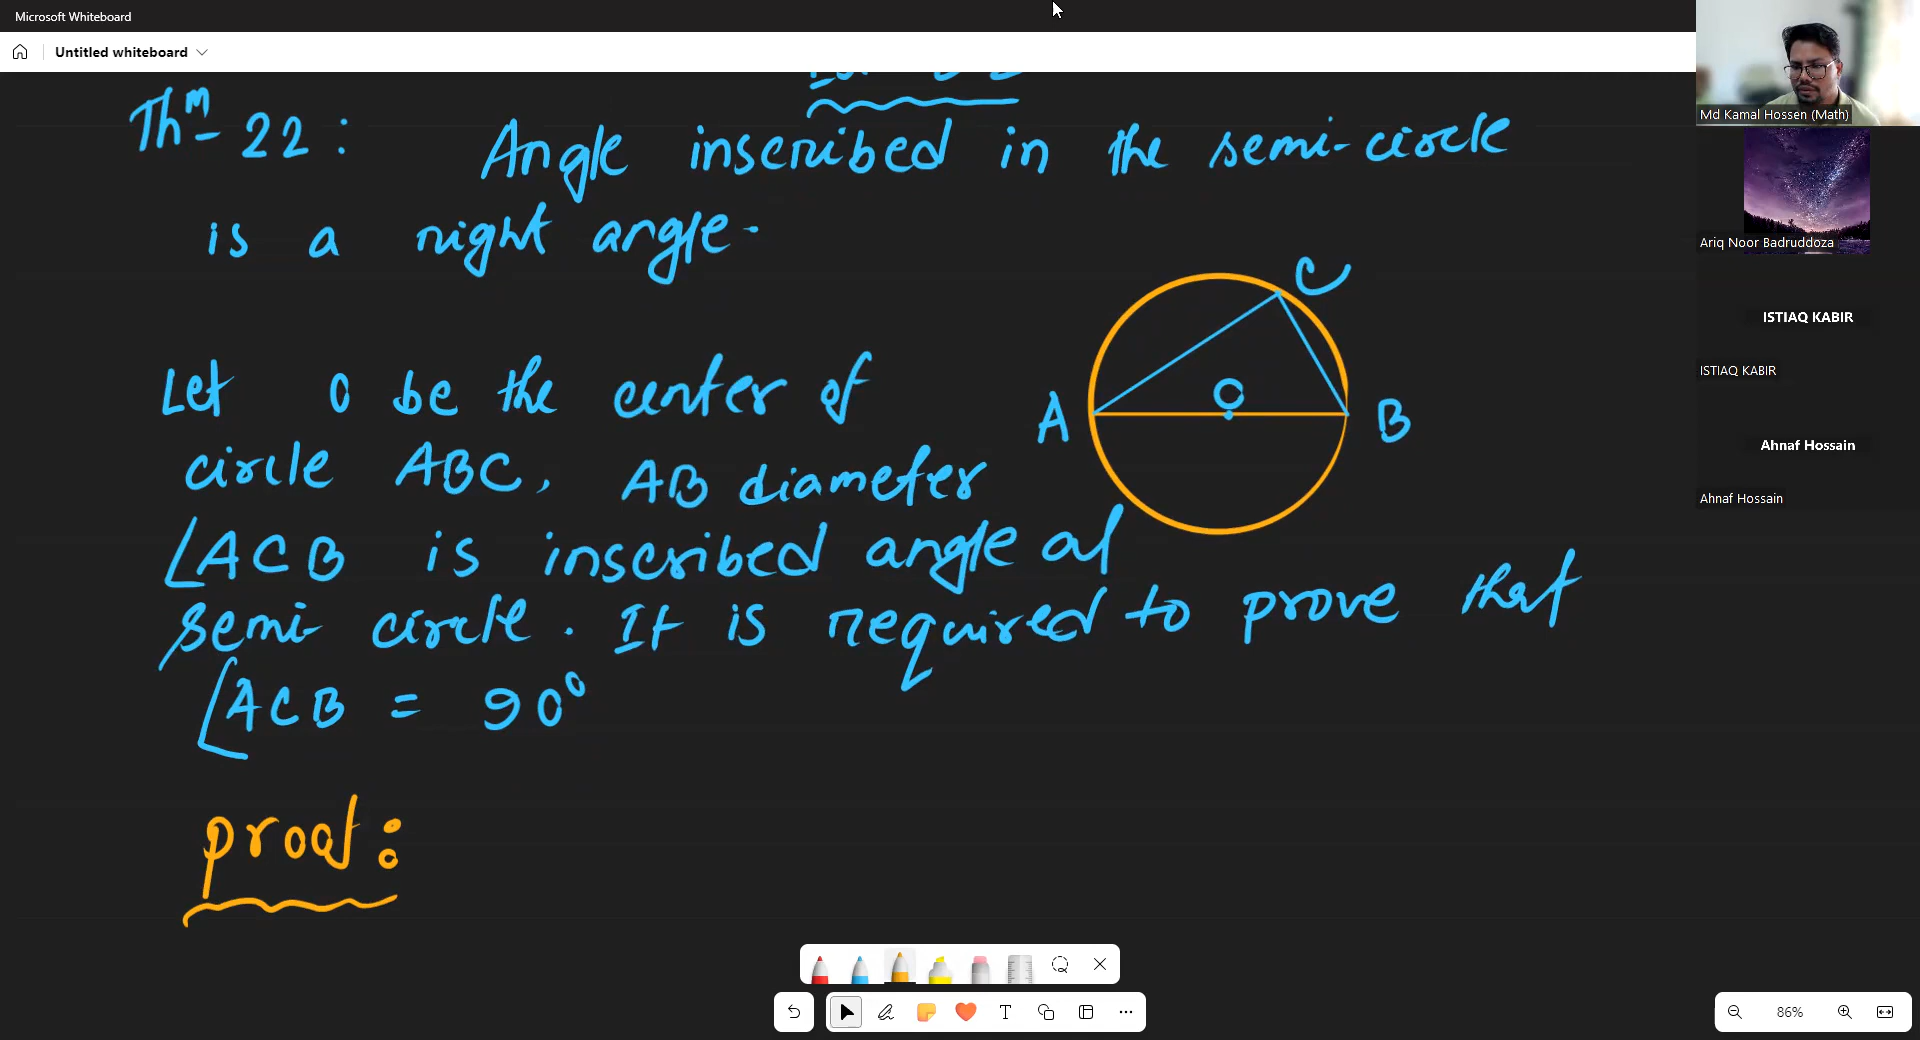 Microsoft Whiteboard
Untitled whiteboard
Thm- 22 : Angle inscribed in the semi-circle
is a right angle.
C
A O B
Let O be the center of
circle ABC, AB diameter
∠ACB is inscribed angle at
semi circle. It is required to prove that
∠ACB = 90°
proof:
Md Kamal Hossen (Math)
Ariq Noor Badruddoza
ISTIAQ KABIR
ISTIAQ KABIR
Ahnaf Hossain
Ahnaf Hossain
T
86%